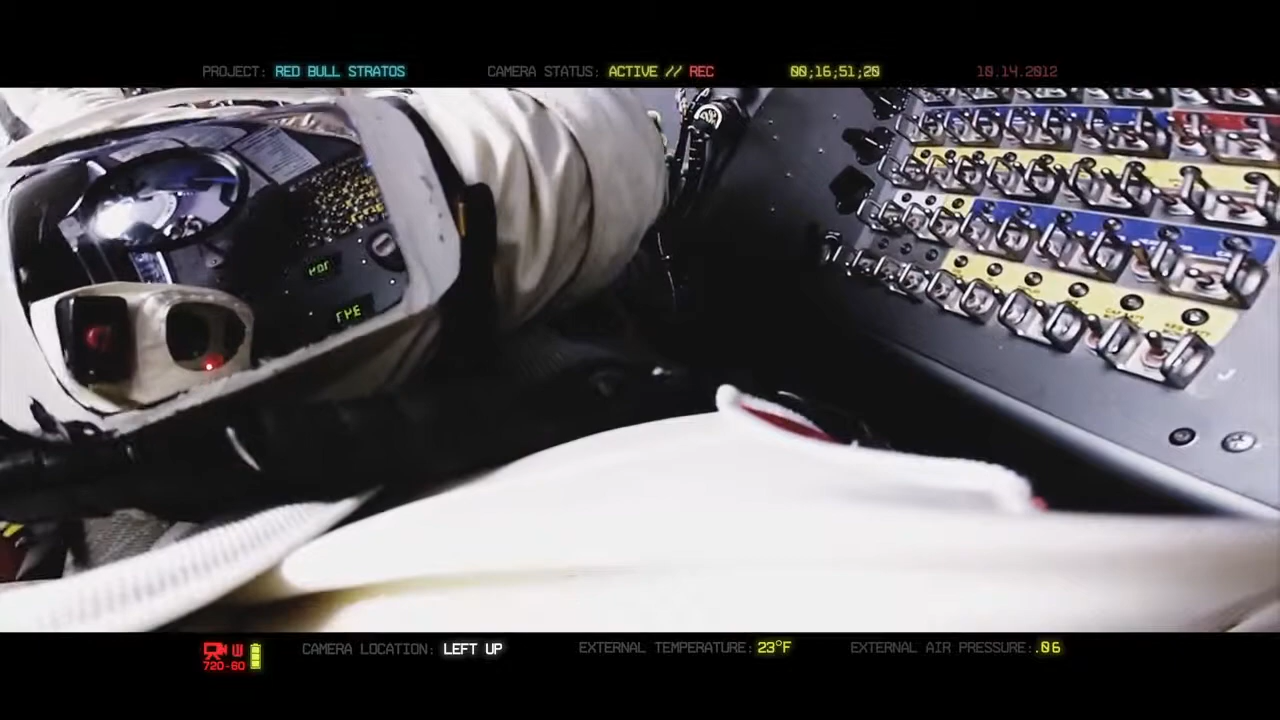 PROJECT: RED BULL STRATOS CAMERA STATUS: ACTIVE // REC 00;16;51;20 10.14.2012
CAMERA LOCATION: LEFT UP EXTERNAL TEMPERATURE: 23°F EXTERNAL AIR PRESSURE: .06
720-60